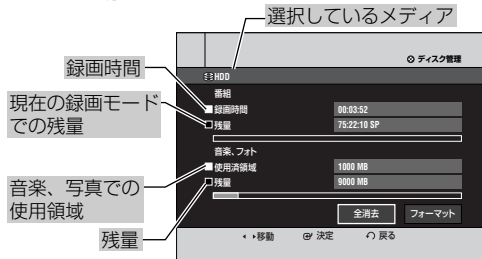 選択しているメディア
ディスク管理
HDD
番組
録画時間 00:03:52
残量 75:22:10 SP
音楽、フォト
使用済領域 1000 MB
残量 9000 MB
全消去 フォーマット
移動 決定 戻る
録画時間
現在の録画モード
での残量
音楽、写真での
使用領域
残量